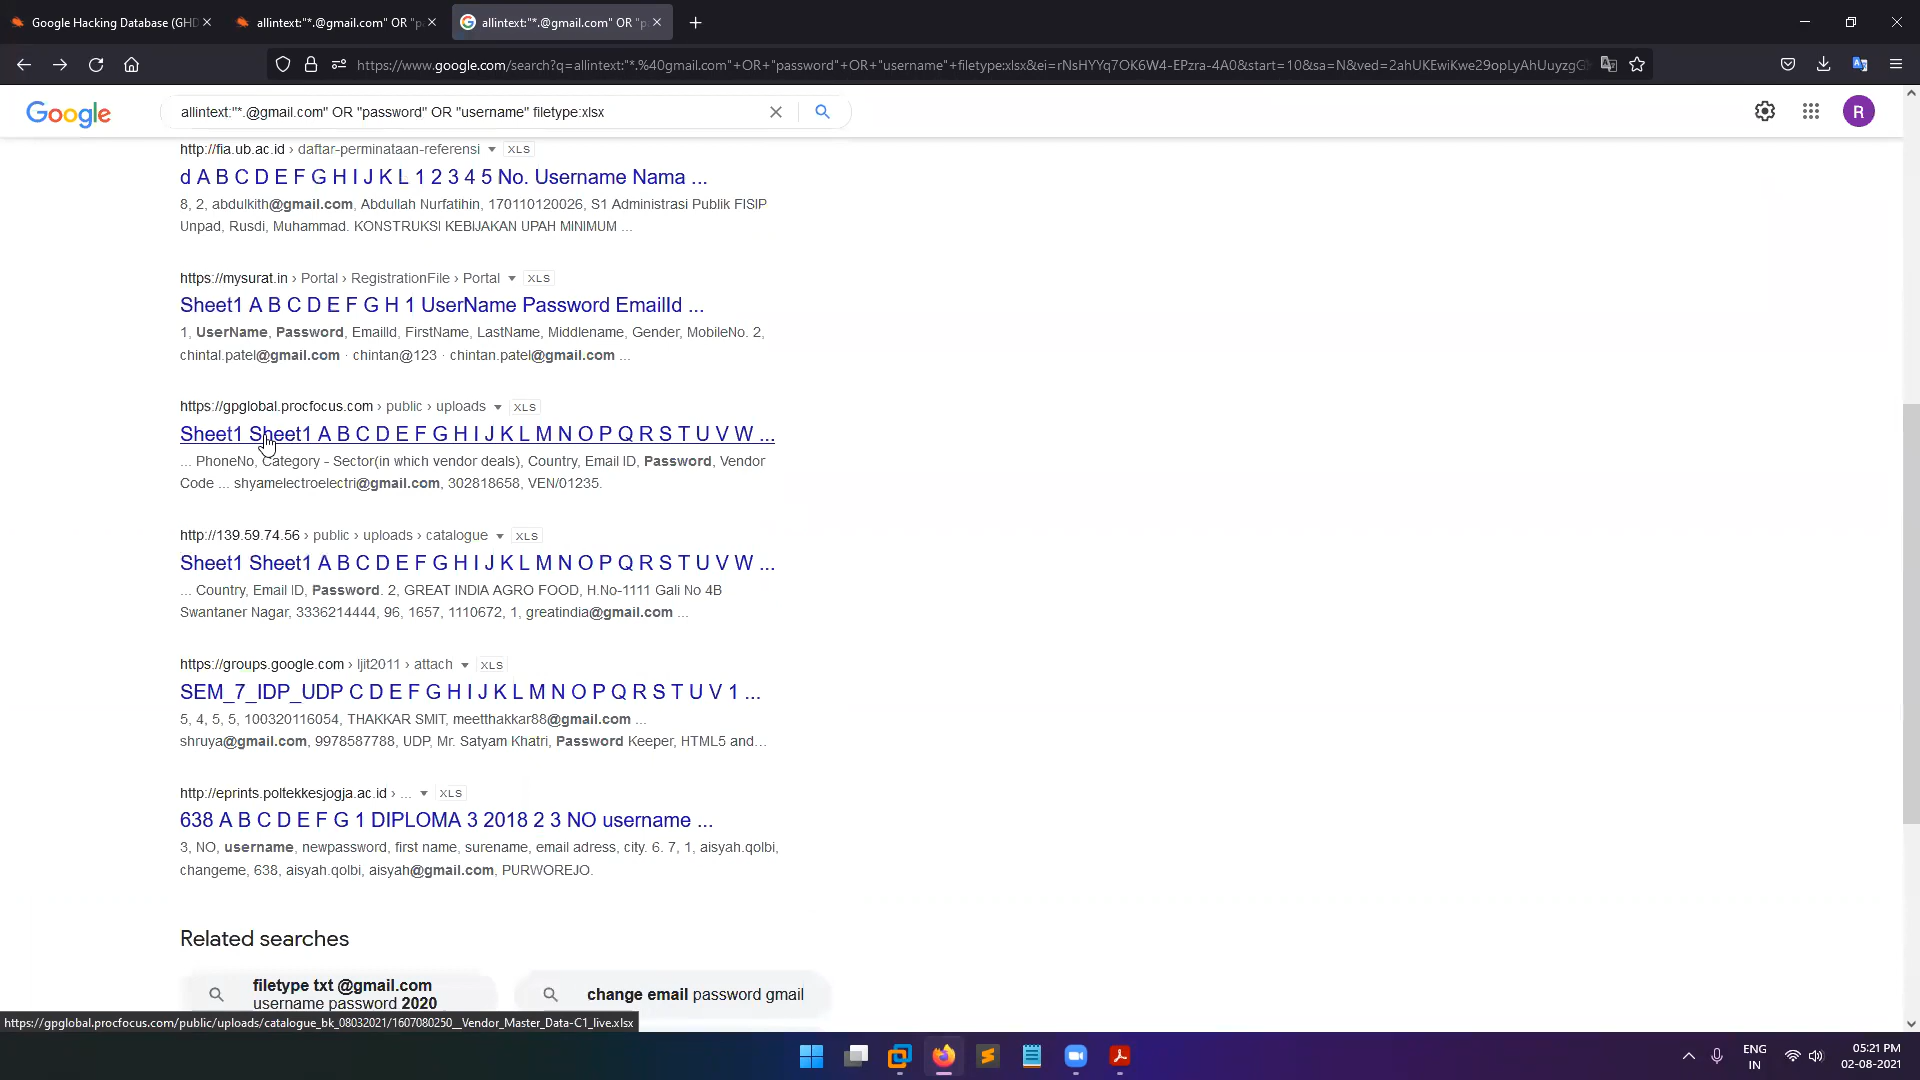 Google Hacking Database (GHD
allintext:"*.@gmail.com" OR "p
allintext:"*.@gmail.com" OR "p
https://www.google.com/search?q=allintext:"*.%40gmail.com"+OR+"password"+OR+"username"+filetype:xlsx&ei=rNsHYYq7OK6W4-EPzra-4A0&start=10&sa=N&ved=2ahUKEwiKwe29opLyAhUuyzgG
Google
allintext:"*.@gmail.com" OR "password" OR "username" filetype:xlsx
R
http://fia.ub.ac.id › daftar-perminataan-referensi XLS
d A B C D E F G H I J K L 1 2 3 4 5 No. Username Nama ...
8, 2, abdulkith@gmail.com, Abdullah Nurfatihin, 170110120026, S1 Administrasi Publik FISIP
Unpad, Rusdi, Muhammad. KONSTRUKSI KEBIJAKAN UPAH MINIMUM ...
https://mysurat.in › Portal › RegistrationFile › Portal XLS
Sheet1 A B C D E F G H 1 UserName Password EmailId ...
1, UserName, Password, EmailId, FirstName, LastName, Middlename, Gender, MobileNo. 2,
chintal.patel@gmail.com · chintan@123 · chintan.patel@gmail.com ...
https://gpglobal.procfocus.com › public › uploads XLS
Sheet1 Sheet1 A B C D E F G H I J K L M N O P Q R S T U V W ...
... PhoneNo, Category - Sector(in which vendor deals), Country, Email ID, Password, Vendor
Code ... shyamelectroelectri@gmail.com, 302818658, VEN/01235.
http://139.59.74.56 › public › uploads › catalogue XLS
Sheet1 Sheet1 A B C D E F G H I J K L M N O P Q R S T U V W ...
... Country, Email ID, Password. 2, GREAT INDIA AGRO FOOD, H.No-1111 Gali No 4B
Swantaner Nagar, 3336214444, 96, 1657, 1110672, 1, greatindia@gmail.com ...
https://groups.google.com › ljit2011 › attach XLS
SEM_7_IDP_UDP C D E F G H I J K L M N O P Q R S T U V 1 ...
5, 4, 5, 5, 100320116054, THAKKAR SMIT, meetthakkar88@gmail.com ...
shruya@gmail.com, 9978587788, UDP, Mr. Satyam Khatri, Password Keeper, HTML5 and...
http://eprints.poltekkesjogja.ac.id › ... XLS
638 A B C D E F G 1 DIPLOMA 3 2018 2 3 NO username ...
3, NO, username, newpassword, first name, surename, email adress, city. 6. 7, 1, aisyah.qolbi,
changeme, 638, aisyah.qolbi, aisyah@gmail.com, PURWOREJO.
Related searches
filetype txt @gmail.com
username password 2020
change email password gmail
https://gpglobal.procfocus.com/public/uploads/catalogue_bk_08032021/1607080250__Vendor_Master_Data-C1_live.xlsx
ENG
IN
05:21 PM
02-08-2021